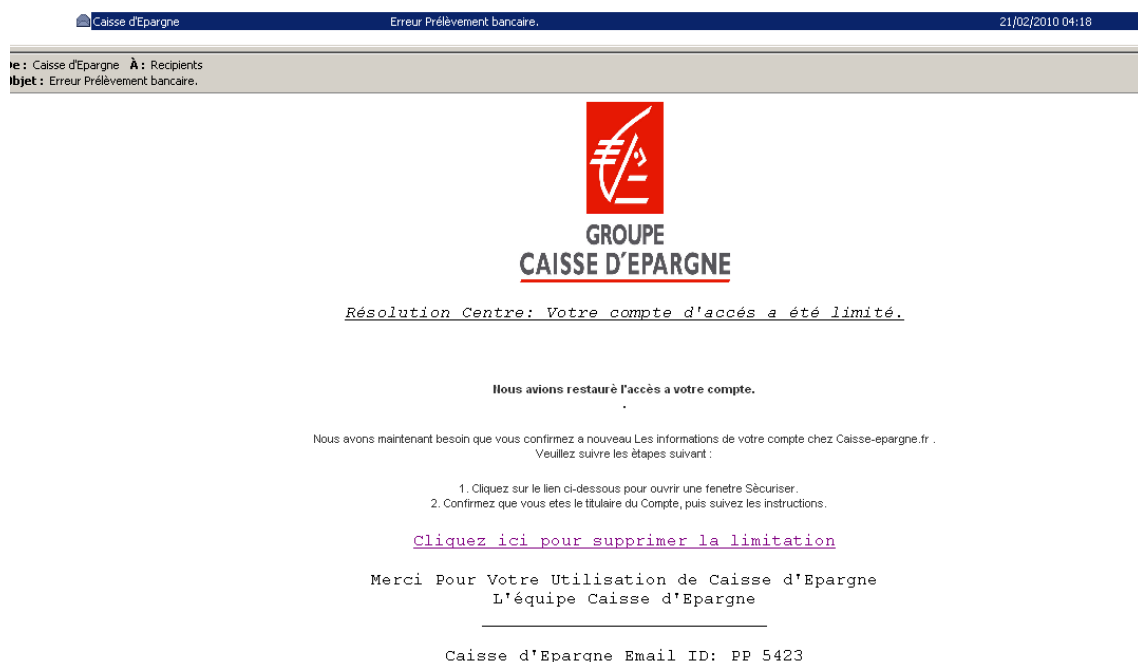 Caisse d'Epargne Erreur Prélèvement bancaire. 21/02/2010 04:18
De : Caisse d'Epargne À : Recipients
Objet : Erreur Prélèvement bancaire.
GROUPE
CAISSE D'EPARGNE
Résolution Centre: Votre compte d'accés a été limité.
Nous avions restaurè l'accès a votre compte.
.
Nous avons maintenant besoin que vous confirmez a nouveau Les informations de votre compte chez Caisse-epargne.fr .
Veuillez suivre les ètapes suivant :
1. Cliquez sur le lien ci-dessous pour ouvrir une fenetre Sècuriser.
2. Confirmez que vous etes le titulaire du Compte, puis suivez les instructions.
Cliquez ici pour supprimer la limitation
Merci Pour Votre Utilisation de Caisse d'Epargne
L'équipe Caisse d'Epargne
Caisse d'Epargne Email ID: PP 5423